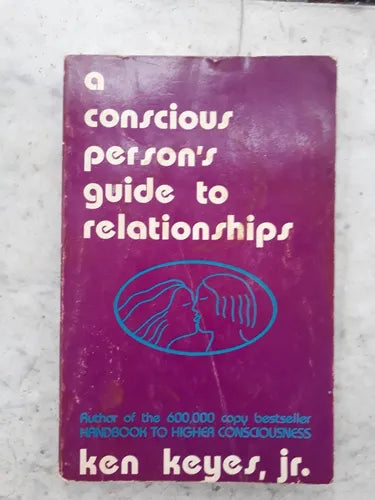 a
conscious
person's
guide to
relationships
Author of the 600,000 copy bestseller
HANDBOOK TO HIGHER CONSCIOUSNESS
ken keyes, jr.